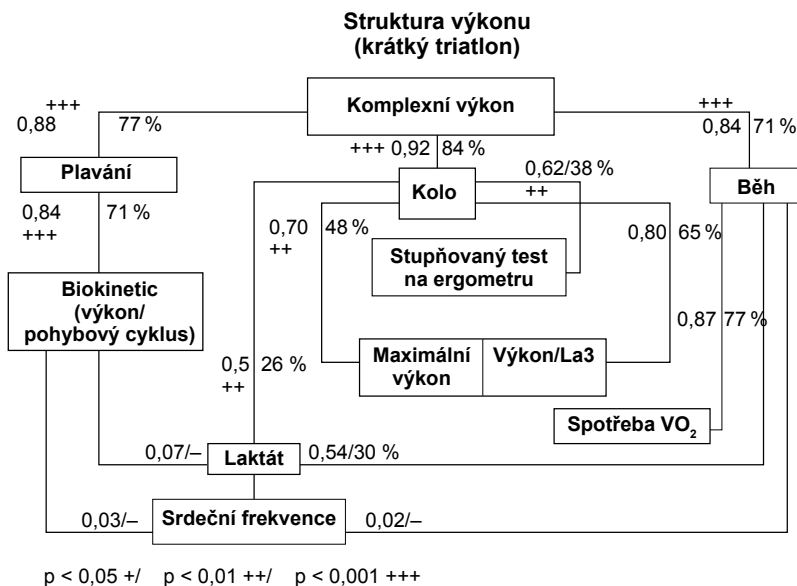 Struktura výkonu
(krátký triatlon)
Komplexní výkon
+++
0,88 77 %
+++
0,84 71 %
+++ 0,92 84 %
Plavání
Kolo
0,62/38 %
++
Běh
0,84 71 %
+++
0,70 48 %
++
0,80 65 %
Stupňovaný test
na ergometru
Biokinetic
(výkon/
pohybový cyklus)
0,87 77 %
0,5 26 %
++
Maximální
výkon
Výkon/La3
Spotřeba VO₂
0,07/–
Laktát
0,54/30 %
0,03/–
Srdeční frekvence
0,02/–
p < 0,05 +/ p < 0,01 ++/ p < 0,001 +++